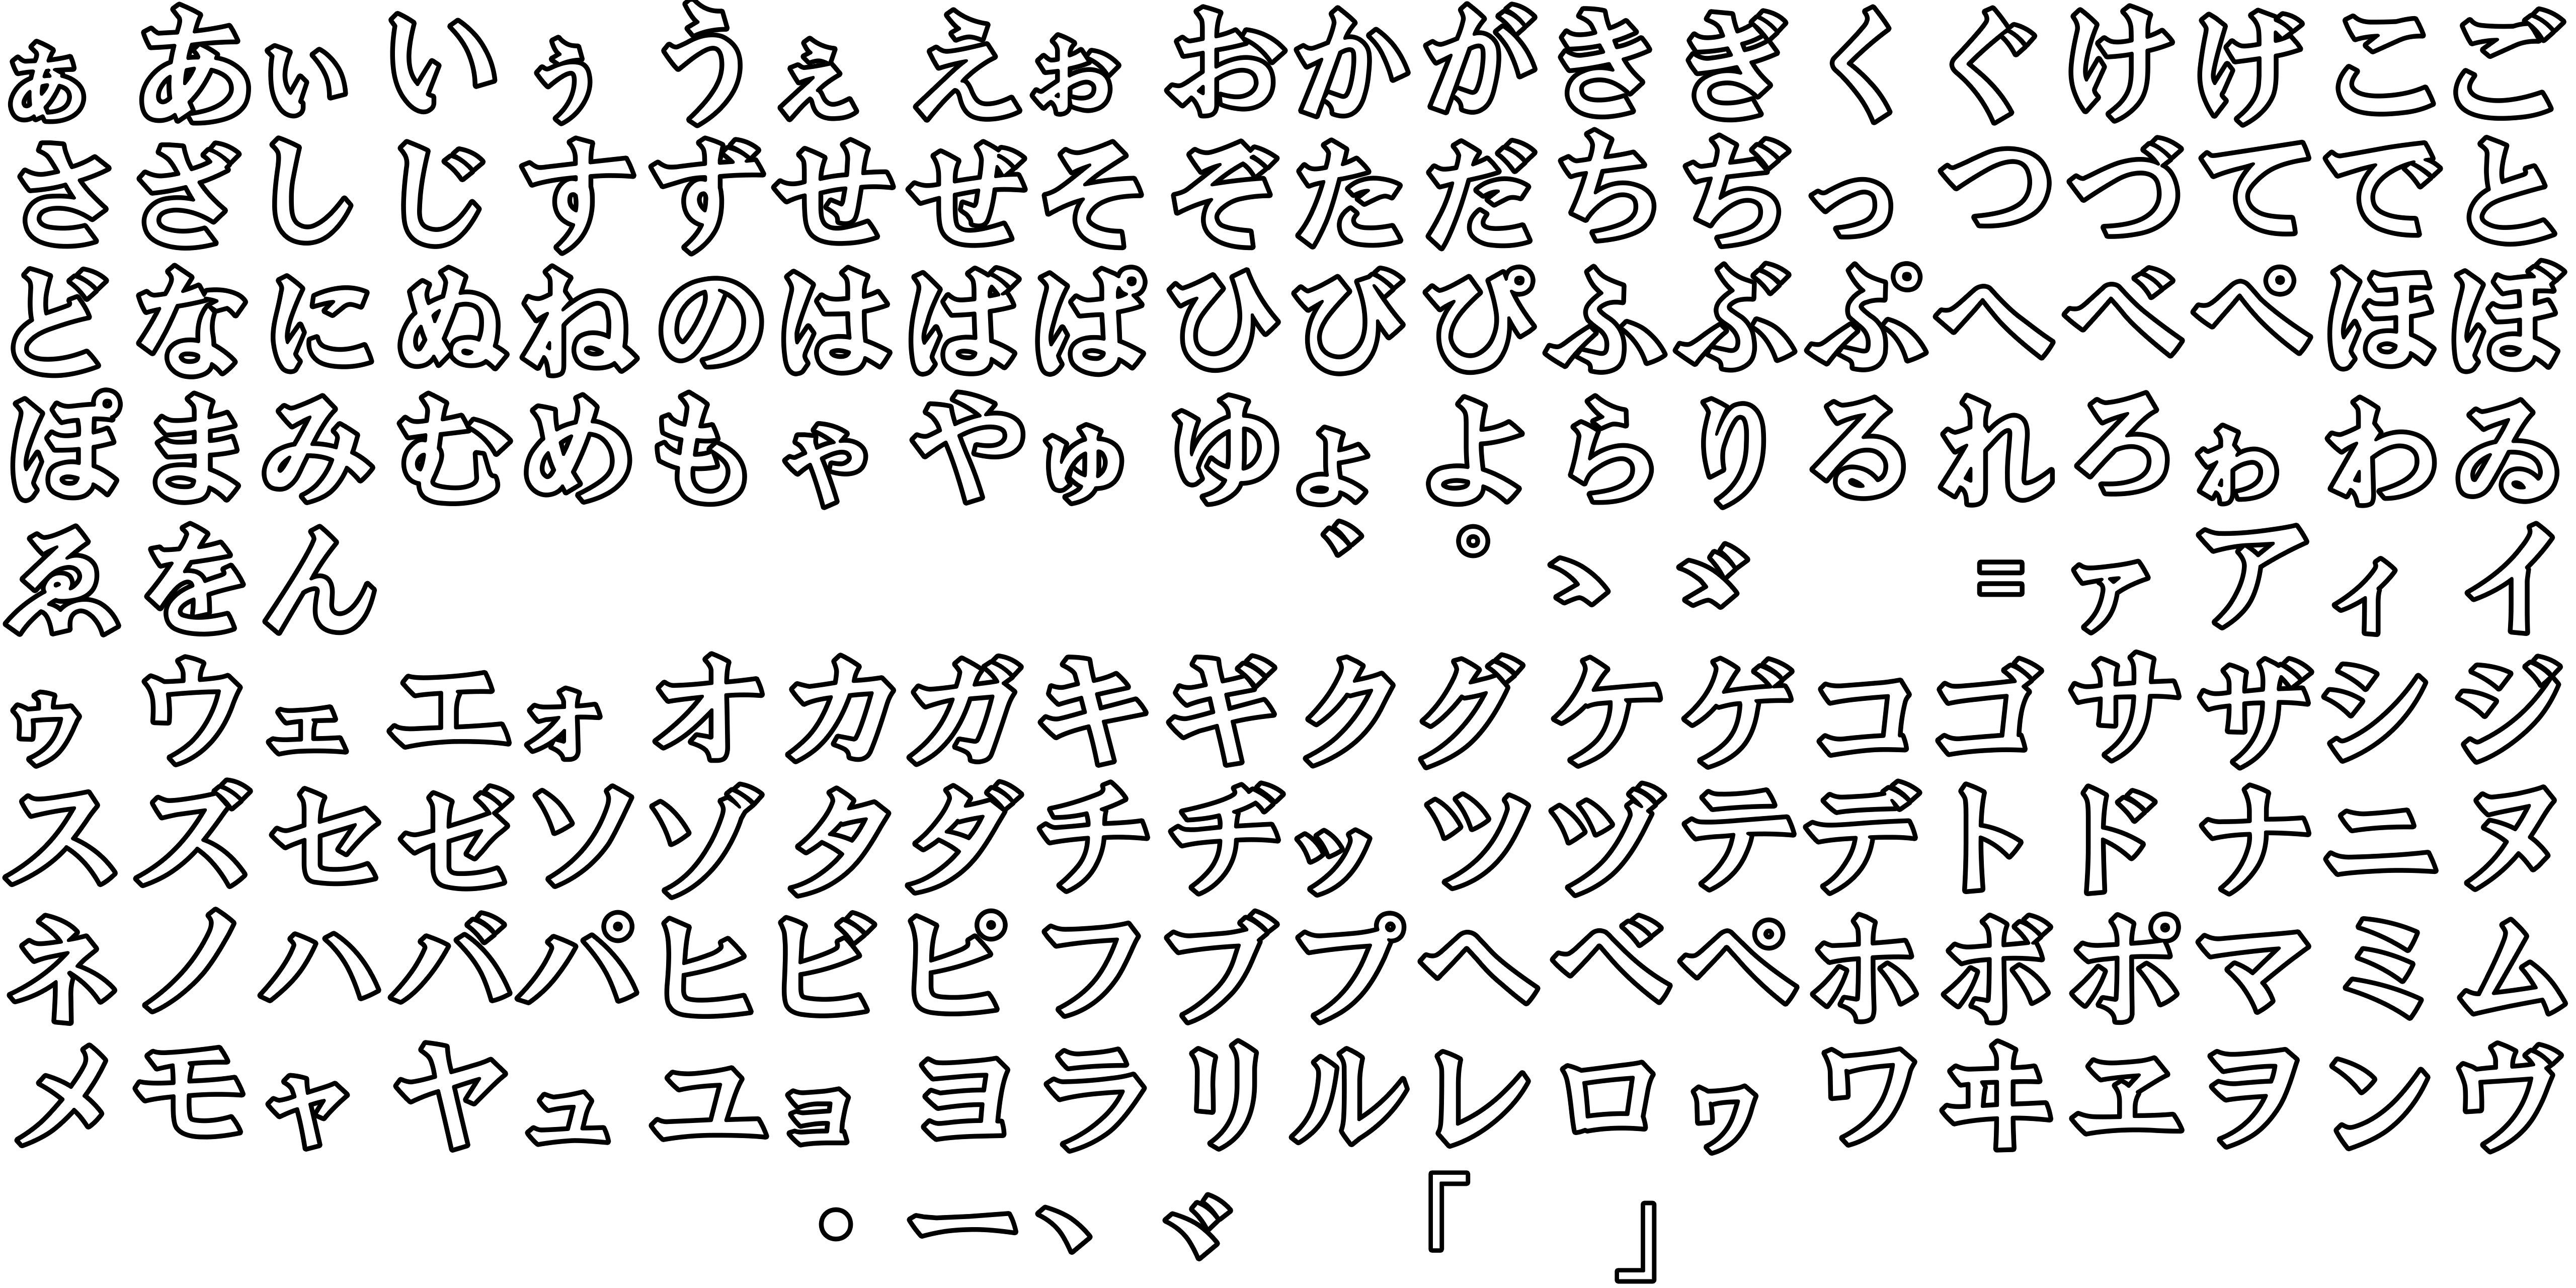 ぁあぃいぅうぇえぉおかがきぎくぐけげこご
さざしじすずせぜそぞただちぢっつづてでと
どなにぬねのはばぱひびぴふぶぷへべぺほぼ
ぽまみむめもゃやゅゆょよらりるれろゎわゐ
ゑをん゛゜ゝゞ゠ァアィイ
ゥウェエォオカガキギクグケゲコゴサザシジ
スズセゼソゾタダチヂッツヅテデトドナニヌ
ネノハバパヒビピフブプヘベペホボポマミム
メモャヤュユョヨラリルレロヮワヰヱヲンヴ
・ーヽヾ「」